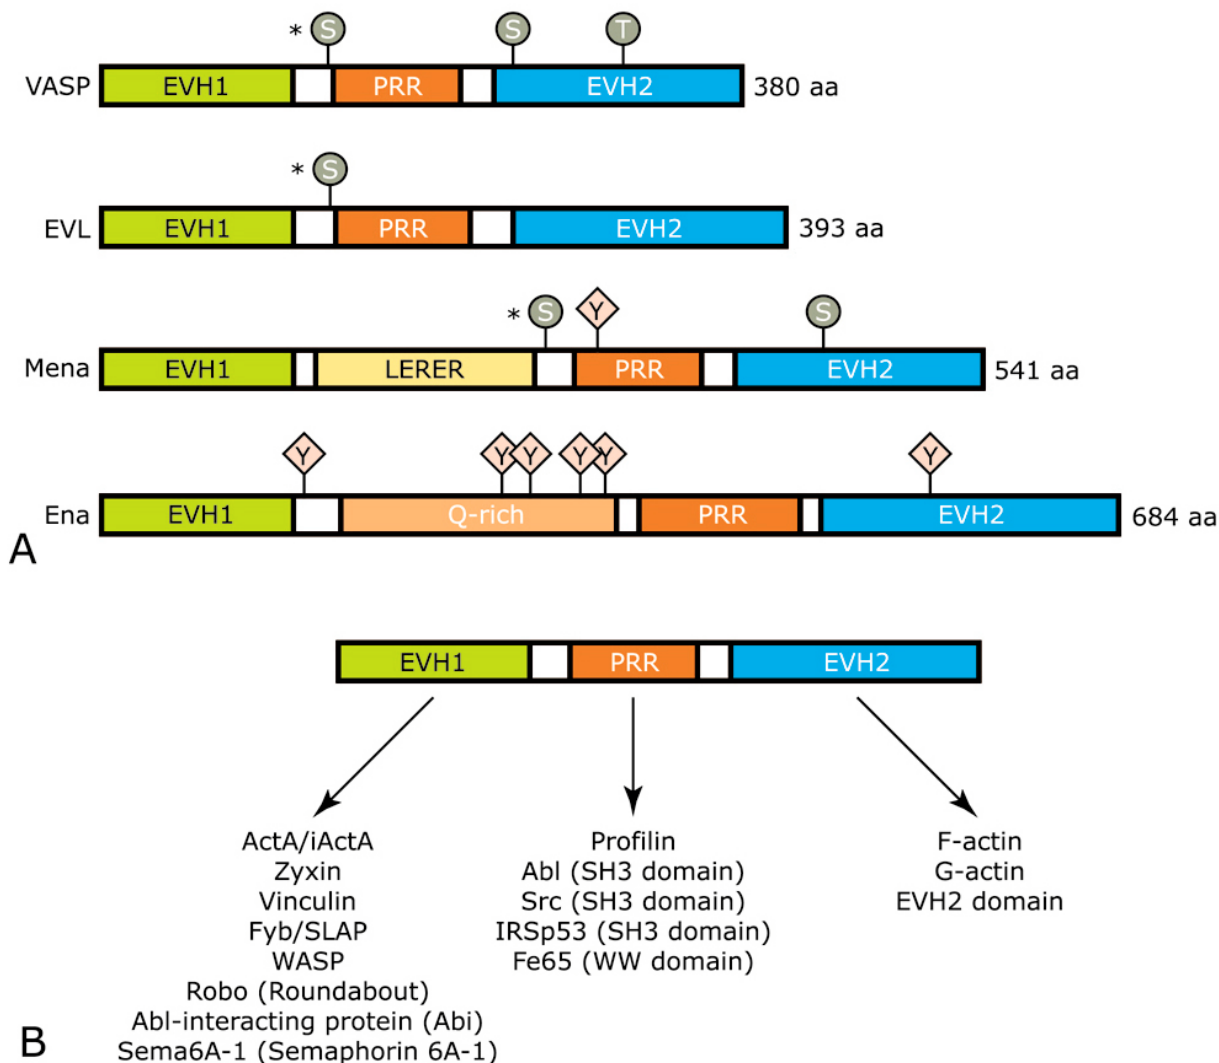 * S S T
VASP EVH1 PRR EVH2 380 aa
* S
EVL EVH1 PRR EVH2 393 aa
* S Y S
Mena EVH1 LERER PRR EVH2 541 aa
Y Y Y Y Y Y
Ena EVH1 Q-rich PRR EVH2 684 aa
A
EVH1 PRR EVH2
ActA/iActA
Zyxin
Vinculin
Fyb/SLAP
WASP
Robo (Roundabout)
Abl-interacting protein (Abi)
Sema6A-1 (Semaphorin 6A-1)
Profilin
Abl (SH3 domain)
Src (SH3 domain)
IRSp53 (SH3 domain)
Fe65 (WW domain)
F-actin
G-actin
EVH2 domain
B